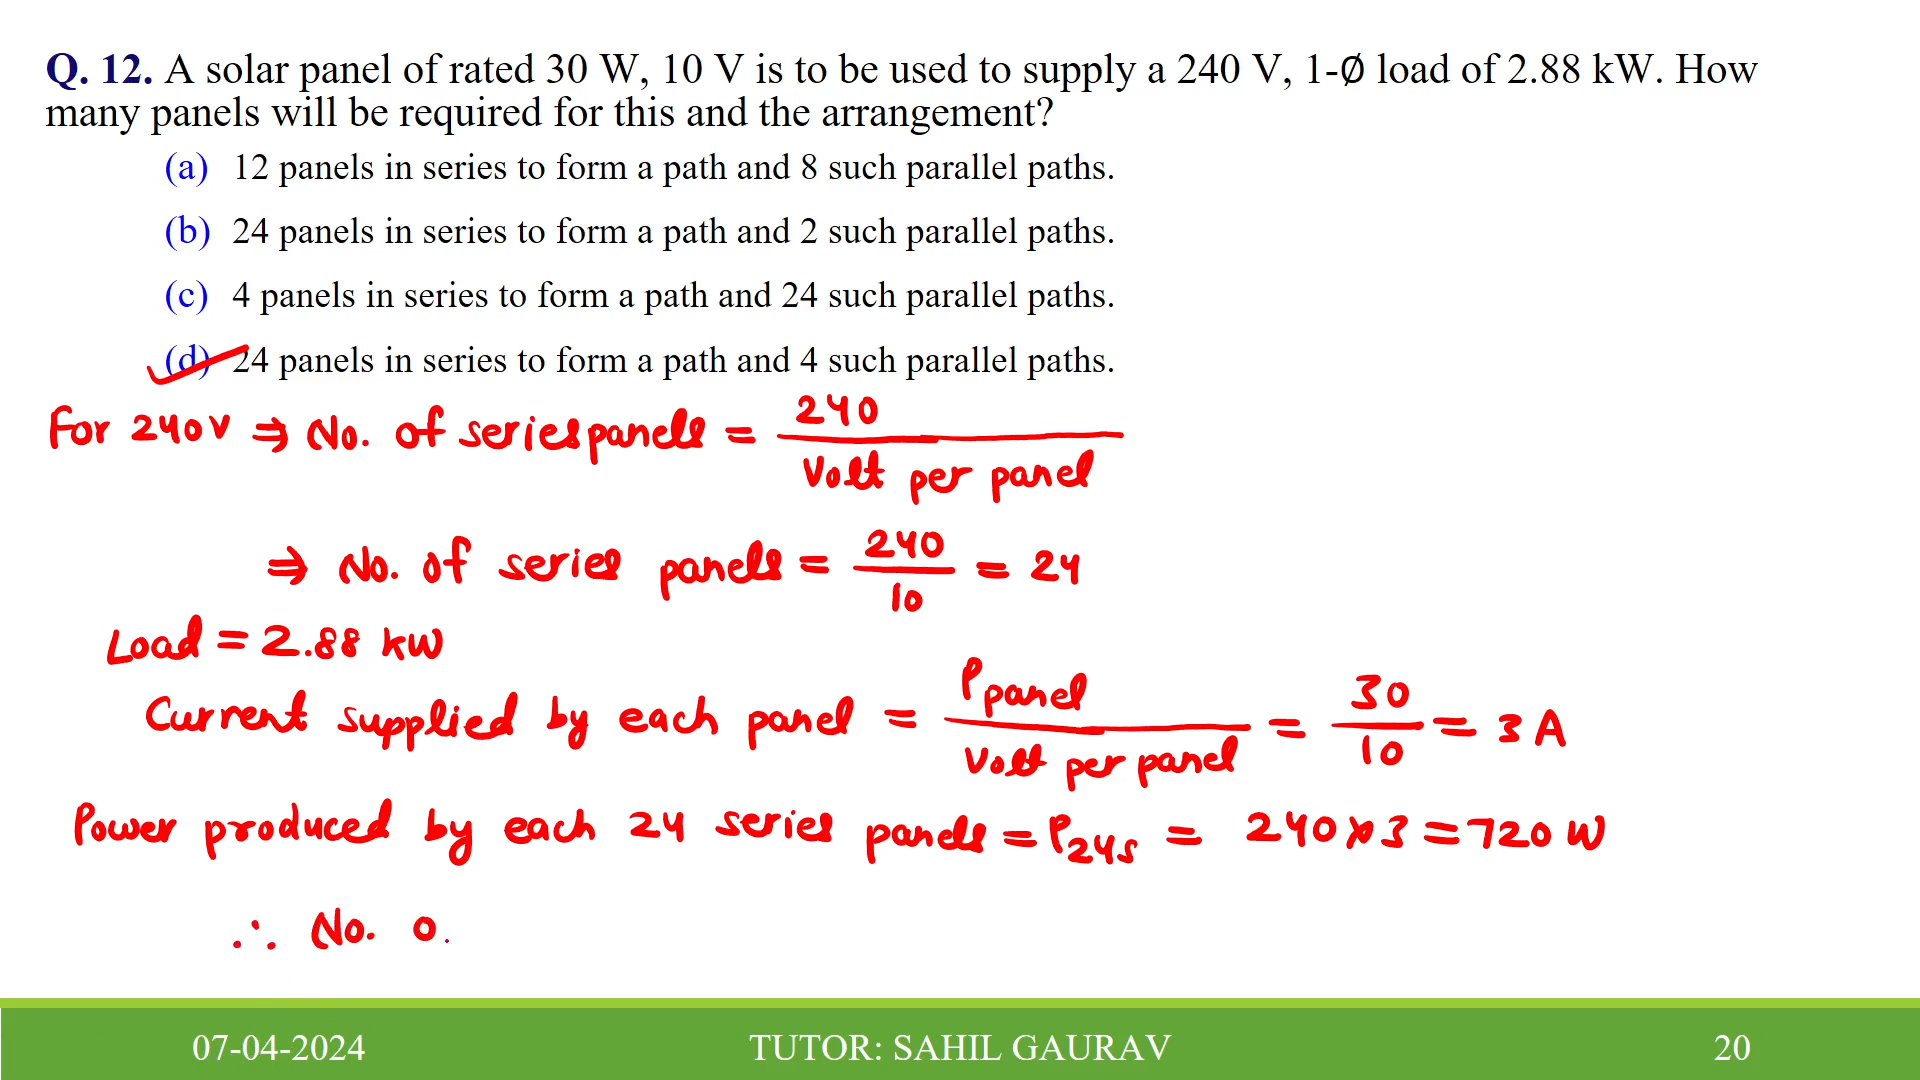 Q. 12. A solar panel of rated 30 W, 10 V is to be used to supply a 240 V, 1-∅ load of 2.88 kW. How
many panels will be required for this and the arrangement?
(a) 12 panels in series to form a path and 8 such parallel paths.
(b) 24 panels in series to form a path and 2 such parallel paths.
(c) 4 panels in series to form a path and 24 such parallel paths.
(d) 24 panels in series to form a path and 4 such parallel paths.
For 240V ⇒ No. of series panels = 240 / Volt per panel
⇒ No. of series panels = 240 / 10 = 24
Load = 2.88 kW
Current supplied by each panel = P panel / Volt per panel = 30 / 10 = 3 A
Power produced by each 24 series panels = P24s = 240 × 3 = 720 W
∴ No. o
07-04-2024 TUTOR: SAHIL GAURAV 20